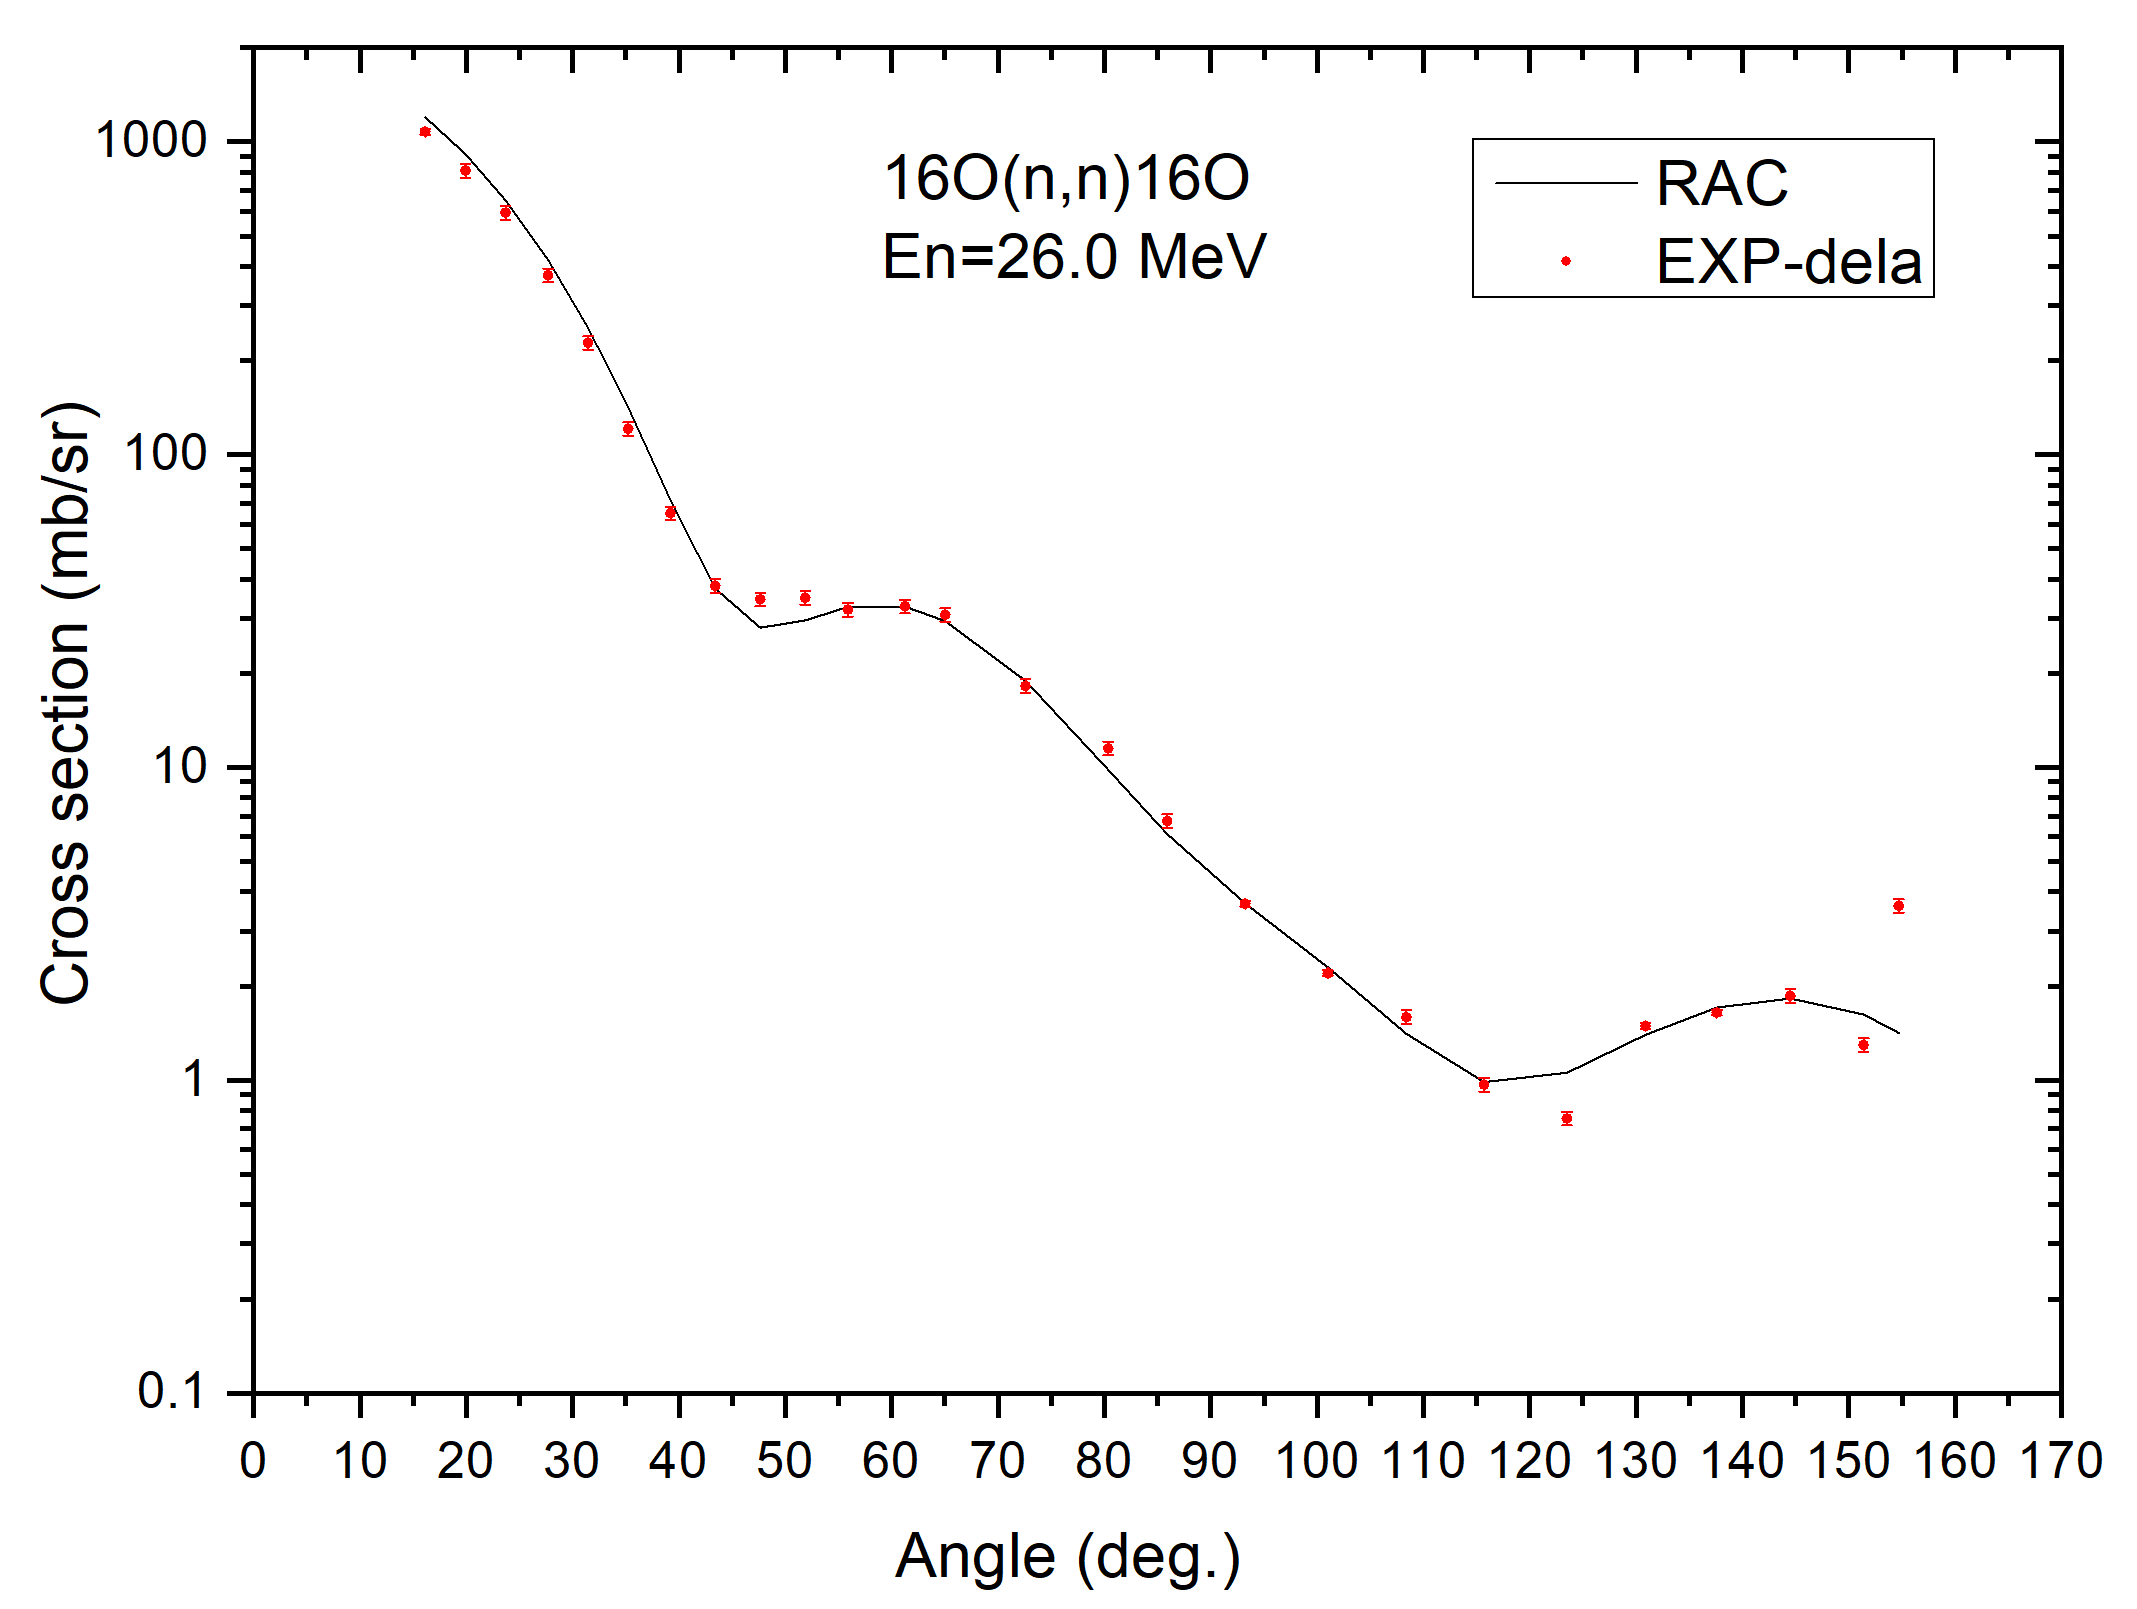 16O(n,n)16O
En=26.0 MeV
RAC
EXP-dela
Cross section (mb/sr)
1000
100
10
1
0.1
0 10 20 30 40 50 60 70 80 90 100 110 120 130 140 150 160 170
Angle (deg.)